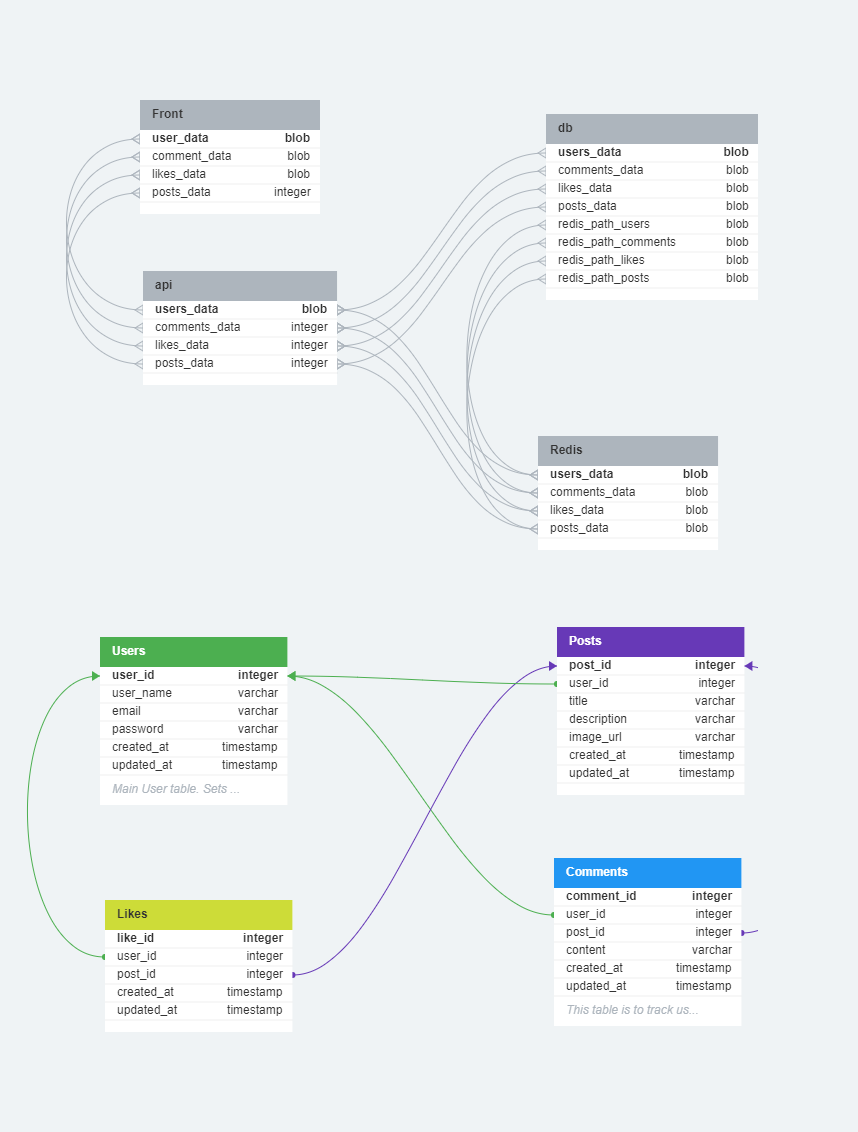 Front
user_data blob
comment_data blob
likes_data blob
posts_data integer
db
users_data blob
comments_data blob
likes_data blob
posts_data blob
redis_path_users blob
redis_path_comments blob
redis_path_likes blob
redis_path_posts blob
api
users_data blob
comments_data integer
likes_data integer
posts_data integer
Redis
users_data blob
comments_data blob
likes_data blob
posts_data blob
Users
user_id integer
user_name varchar
email varchar
password varchar
created_at timestamp
updated_at timestamp
Main User table. Sets ...
Posts
post_id integer
user_id integer
title varchar
description varchar
image_url varchar
created_at timestamp
updated_at timestamp
Likes
like_id integer
user_id integer
post_id integer
created_at timestamp
updated_at timestamp
Comments
comment_id integer
user_id integer
post_id integer
content varchar
created_at timestamp
updated_at timestamp
This table is to track us...